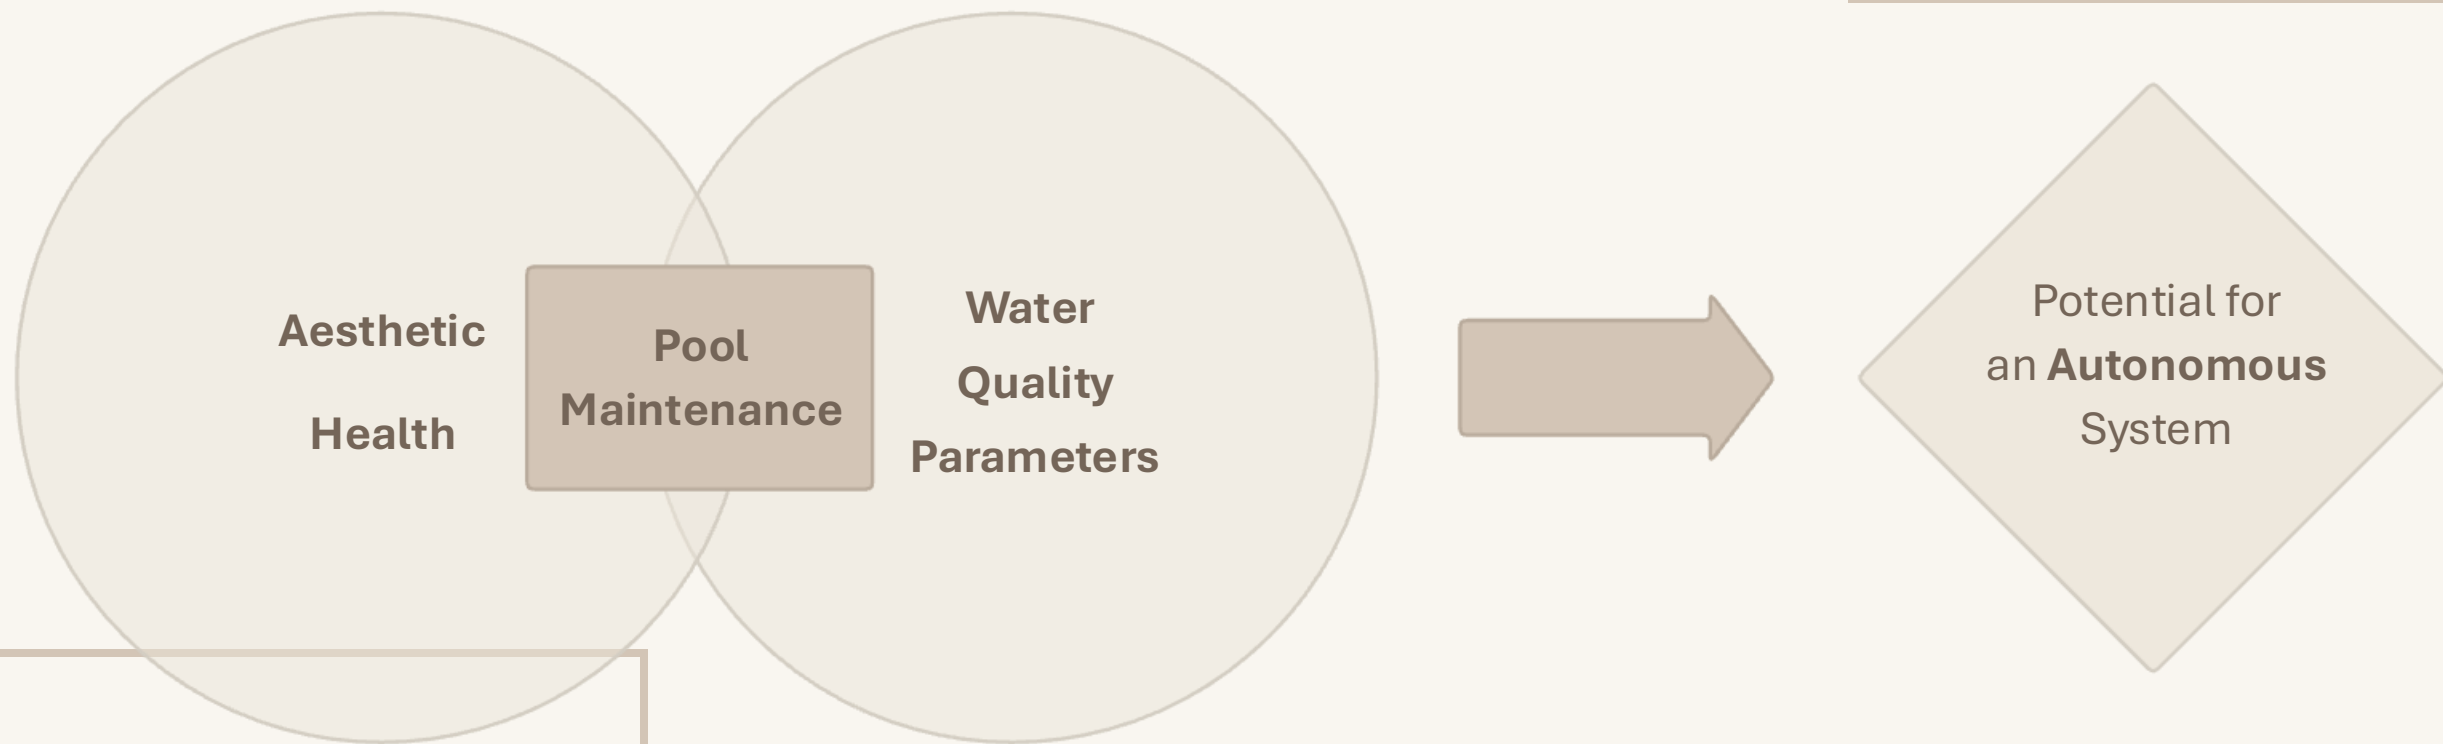 Aesthetic
Health
Pool
Maintenance
Water
Quality
Parameters
Potential for
an Autonomous
System